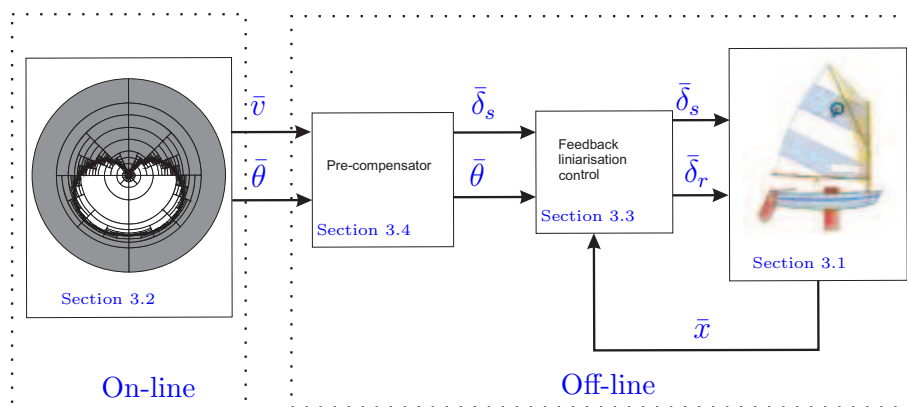 v̄
θ̄
Section 3.2
On-line
Pre-compensator
Section 3.4
δ̄ₛ
θ̄
Feedback
liniarisation
control
Section 3.3
δ̄ₛ
δ̄ᵣ
Section 3.1
x̄
Off-line